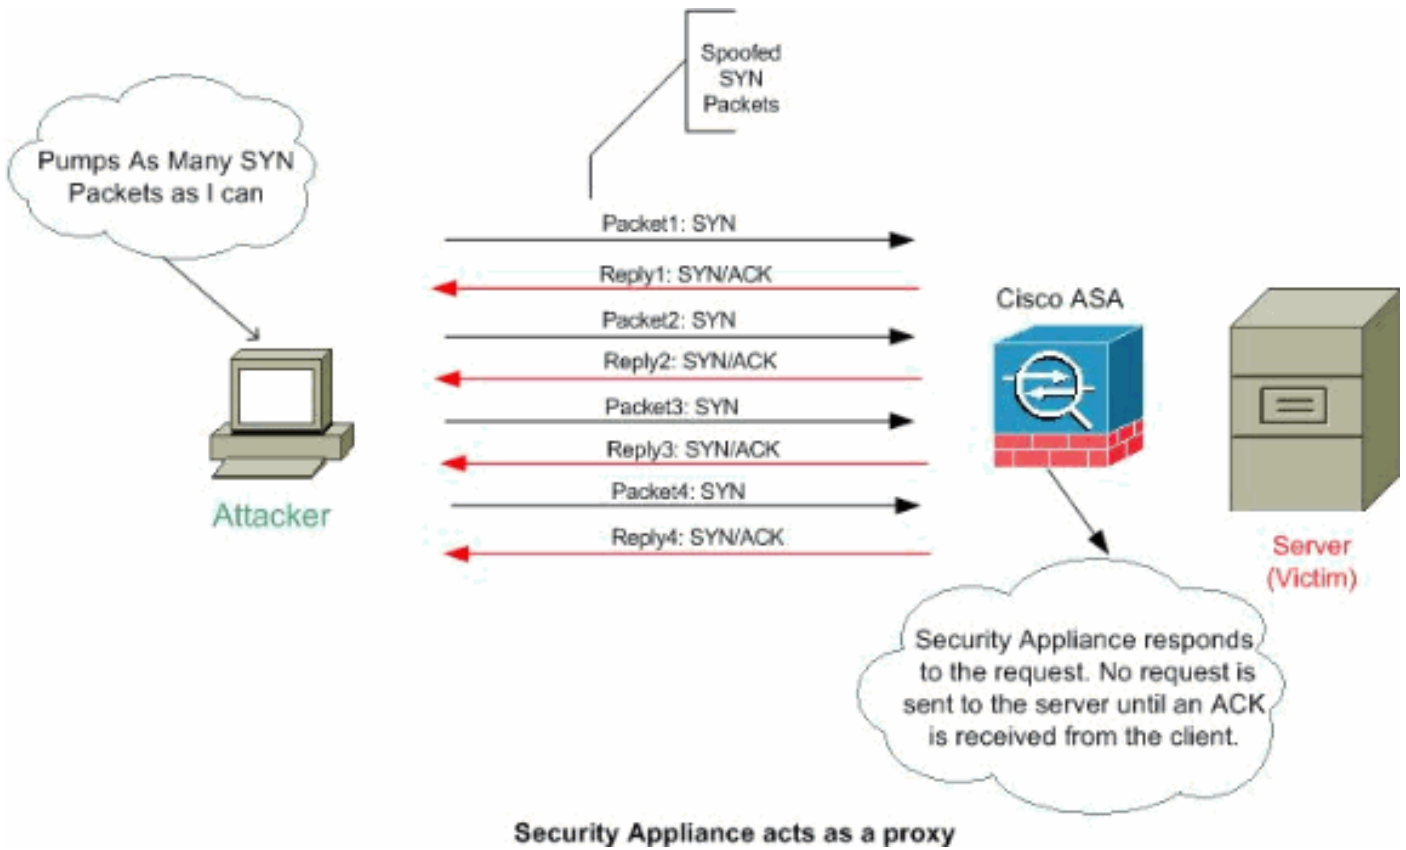 Spoofed
SYN
Packets
Pumps As Many SYN
Packets as I can
Packet1: SYN
Reply1: SYN/ACK
Packet2: SYN
Reply2: SYN/ACK
Packet3: SYN
Reply3: SYN/ACK
Packet4: SYN
Reply4: SYN/ACK
Attacker
Cisco ASA
Server
(Victim)
Security Appliance responds
to the request. No request is
sent to the server until an ACK
is received from the client.
Security Appliance acts as a proxy